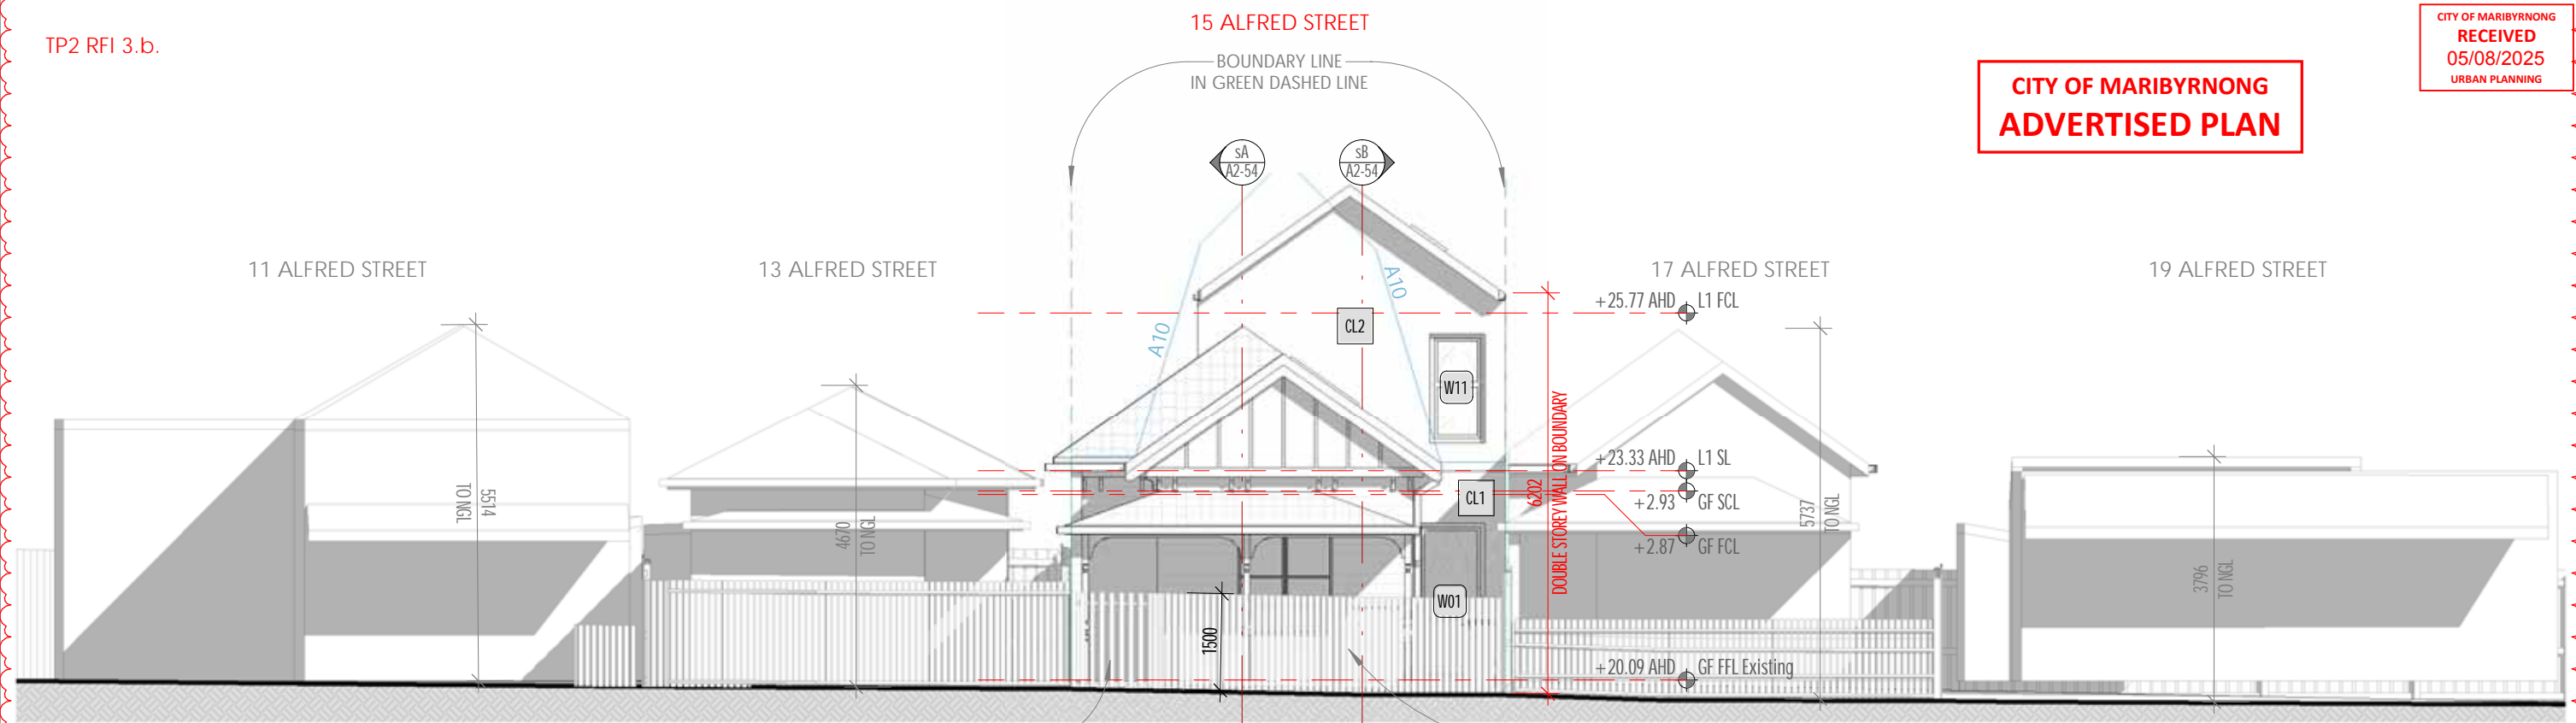 15 ALFRED STREET
TP2 RFI 3.b.
CITY OF MARIBYRNONG
RECEIVED
05/08/2025
URBAN PLANNING
BOUNDARY LINE
IN GREEN DASHED LINE
CITY OF MARIBYRNONG
ADVERTISED PLAN
sA
A2-54
sB
A2-54
11 ALFRED STREET
13 ALFRED STREET
17 ALFRED STREET
19 ALFRED STREET
A10
A10
+25.77 AHD
L1 FCL
CL2
W11
+23.33 AHD
L1 SL
CL1
+2.93
GF SCL
+2.87
GF FCL
6202
DOUBLE STOREY WALL ON BOUNDARY
5514
TO NGL
4670
TO NGL
5737
TO NGL
3796
TO NGL
W01
1500
+20.09 AHD
GF FFL Existing